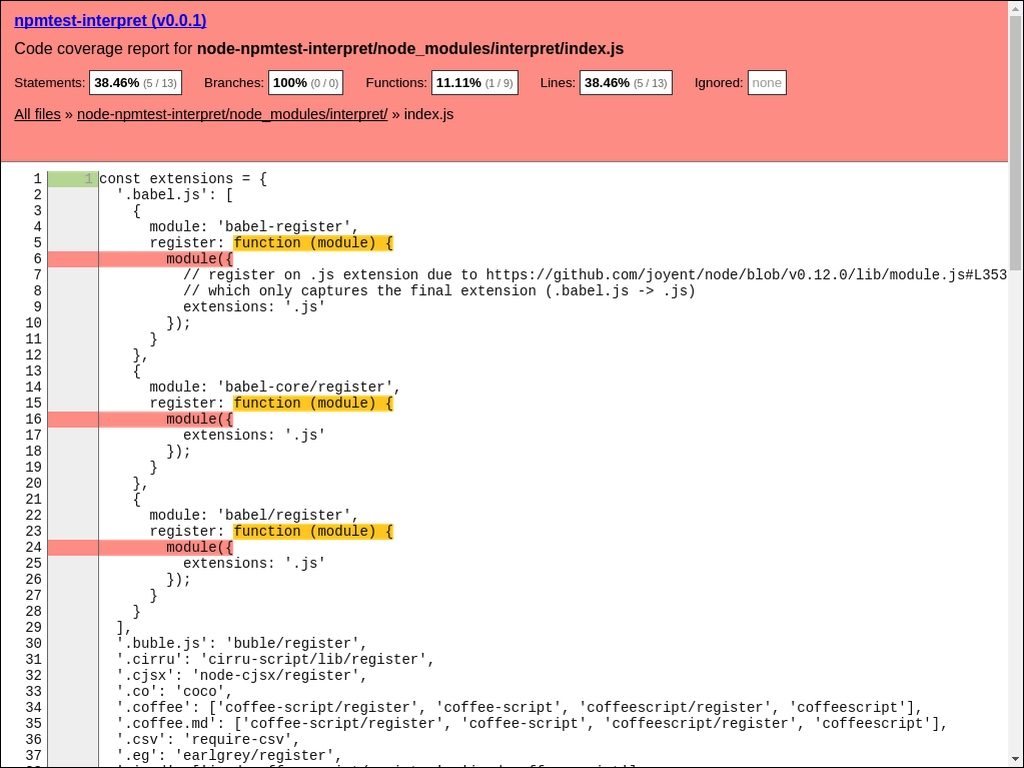 npmtest-interpret (v0.0.1)
Code coverage report for node-npmtest-interpret/node_modules/interpret/index.js
Statements: 38.46% (5 / 13) Branches: 100% (0 / 0) Functions: 11.11% (1 / 9) Lines: 38.46% (5 / 13) Ignored: none
All files » node-npmtest-interpret/node_modules/interpret/ » index.js
1 1 const extensions = {
2 '.babel.js': [
3 {
4 module: 'babel-register',
5 register: function (module) {
6 module({
7 // register on .js extension due to https://github.com/joyent/node/blob/v0.12.0/lib/module.js#L353
8 // which only captures the final extension (.babel.js -> .js)
9 extensions: '.js'
10 });
11 }
12 },
13 {
14 module: 'babel-core/register',
15 register: function (module) {
16 module({
17 extensions: '.js'
18 });
19 }
20 },
21 {
22 module: 'babel/register',
23 register: function (module) {
24 module({
25 extensions: '.js'
26 });
27 }
28 }
29 ],
30 '.buble.js': 'buble/register',
31 '.cirru': 'cirru-script/lib/register',
32 '.cjsx': 'node-cjsx/register',
33 '.co': 'coco',
34 '.coffee': ['coffee-script/register', 'coffee-script', 'coffeescript/register', 'coffeescript'],
35 '.coffee.md': ['coffee-script/register', 'coffee-script', 'coffeescript/register', 'coffeescript'],
36 '.csv': 'require-csv',
37 '.eg': 'earlgrey/register',